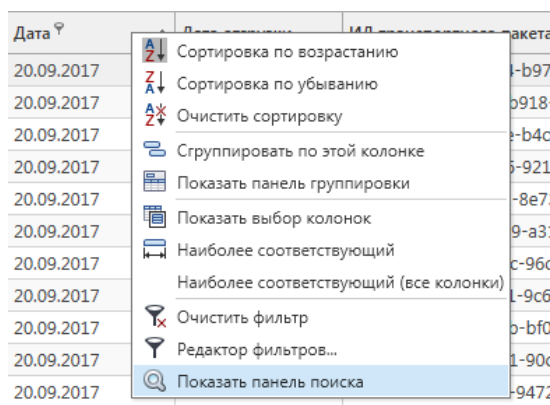 Дата
20.09.2017
20.09.2017
20.09.2017
20.09.2017
20.09.2017
20.09.2017
20.09.2017
20.09.2017
20.09.2017
20.09.2017
20.09.2017
Сортировка по возрастанию
Сортировка по убыванию
Очистить сортировку
Сгруппировать по этой колонке
Показать панель группировки
Показать выбор колонок
Наиболее соответствующий
Наиболее соответствующий (все колонки)
Очистить фильтр
Редактор фильтров...
Показать панель поиска